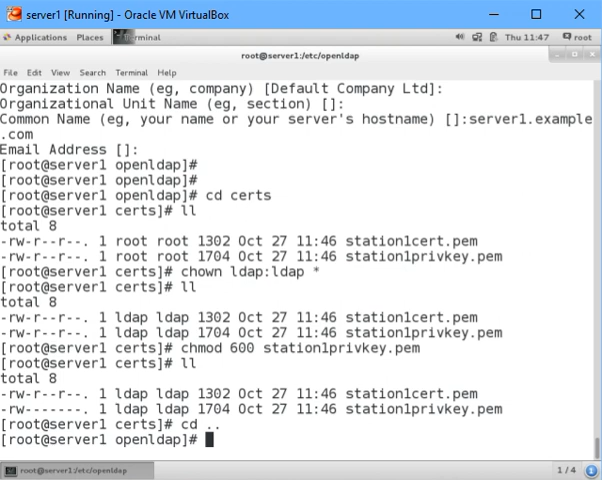 server1 [Running] - Oracle VM VirtualBox
Applications Places Terminal Thu 11:47 root
root@server1:/etc/openldap
File Edit View Search Terminal Help
Organization Name (eg, company) [Default Company Ltd]:
Organizational Unit Name (eg, section) []:
Common Name (eg, your name or your server's hostname) []:server1.example
.com
Email Address []:
[root@server1 openldap]#
[root@server1 openldap]#
[root@server1 openldap]# cd certs
[root@server1 certs]# ll
total 8
-rw-r--r--. 1 root root 1302 Oct 27 11:46 station1cert.pem
-rw-r--r--. 1 root root 1704 Oct 27 11:46 station1privkey.pem
[root@server1 certs]# chown ldap:ldap *
[root@server1 certs]# ll
total 8
-rw-r--r--. 1 ldap ldap 1302 Oct 27 11:46 station1cert.pem
-rw-r--r--. 1 ldap ldap 1704 Oct 27 11:46 station1privkey.pem
[root@server1 certs]# chmod 600 station1privkey.pem
[root@server1 certs]# ll
total 8
-rw-r--r--. 1 ldap ldap 1302 Oct 27 11:46 station1cert.pem
-rw-------. 1 ldap ldap 1704 Oct 27 11:46 station1privkey.pem
[root@server1 certs]# cd ..
[root@server1 openldap]#
root@server1:/etc/openldap 1 / 4